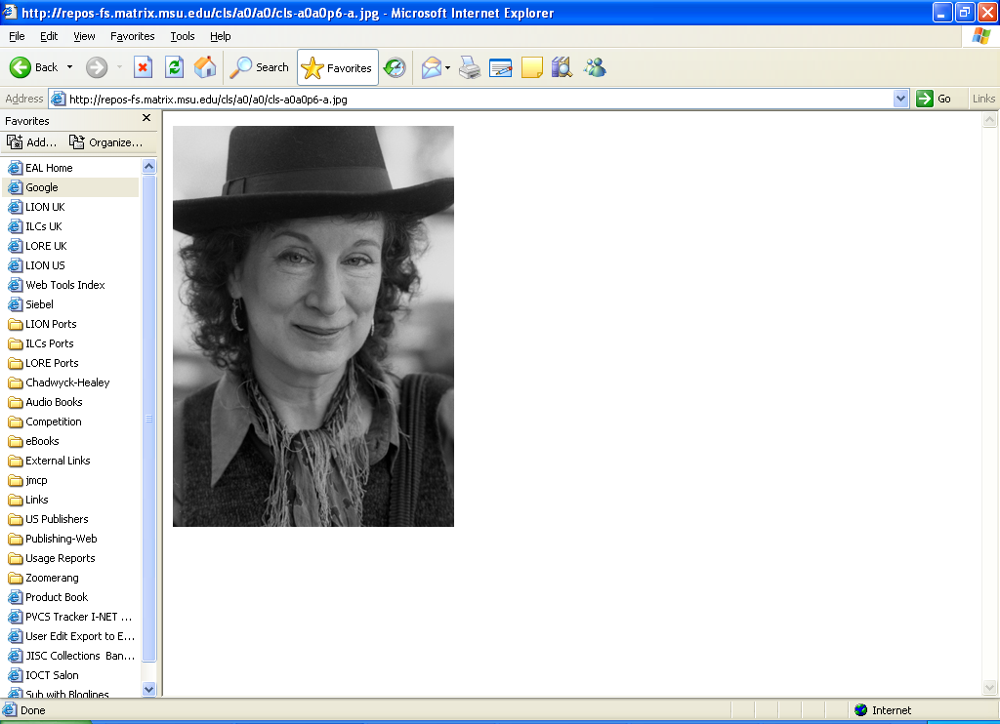 http://repos-fs.matrix.msu.edu/cls/a0/a0/cls-a0a0p6-a.jpg - Microsoft Internet Explorer
File Edit View Favorites Tools Help
Back Search Favorites
Address http://repos-fs.matrix.msu.edu/cls/a0/a0/cls-a0a0p6-a.jpg Go Links
Favorites
Add... Organize...
EAL Home
Google
LION UK
ILCs UK
LORE UK
LION US
Web Tools Index
Siebel
LION Ports
ILCs Ports
LORE Ports
Chadwyck-Healey
Audio Books
Competition
eBooks
External Links
jmcp
Links
US Publishers
Publishing-Web
Usage Reports
Zoomerang
Product Book
PVCS Tracker I-NET ...
User Edit Export to E...
JISC Collections Ban...
IOCT Salon
Sub with Bloglines
Done Internet